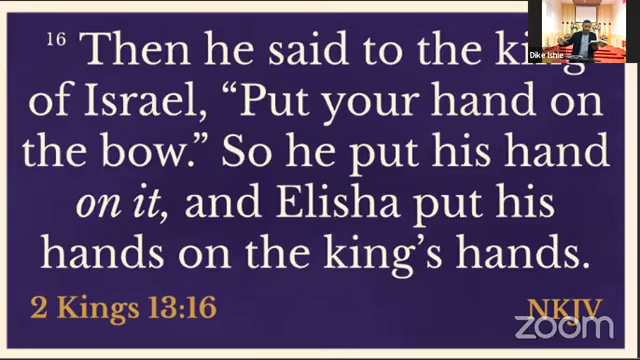 16 Then he said to the king
of Israel, “Put your hand on
the bow.” So he put his hand
on it, and Elisha put his
hands on the king’s hands.
2 Kings 13:16
NKJV
zoom
Dike Ishie